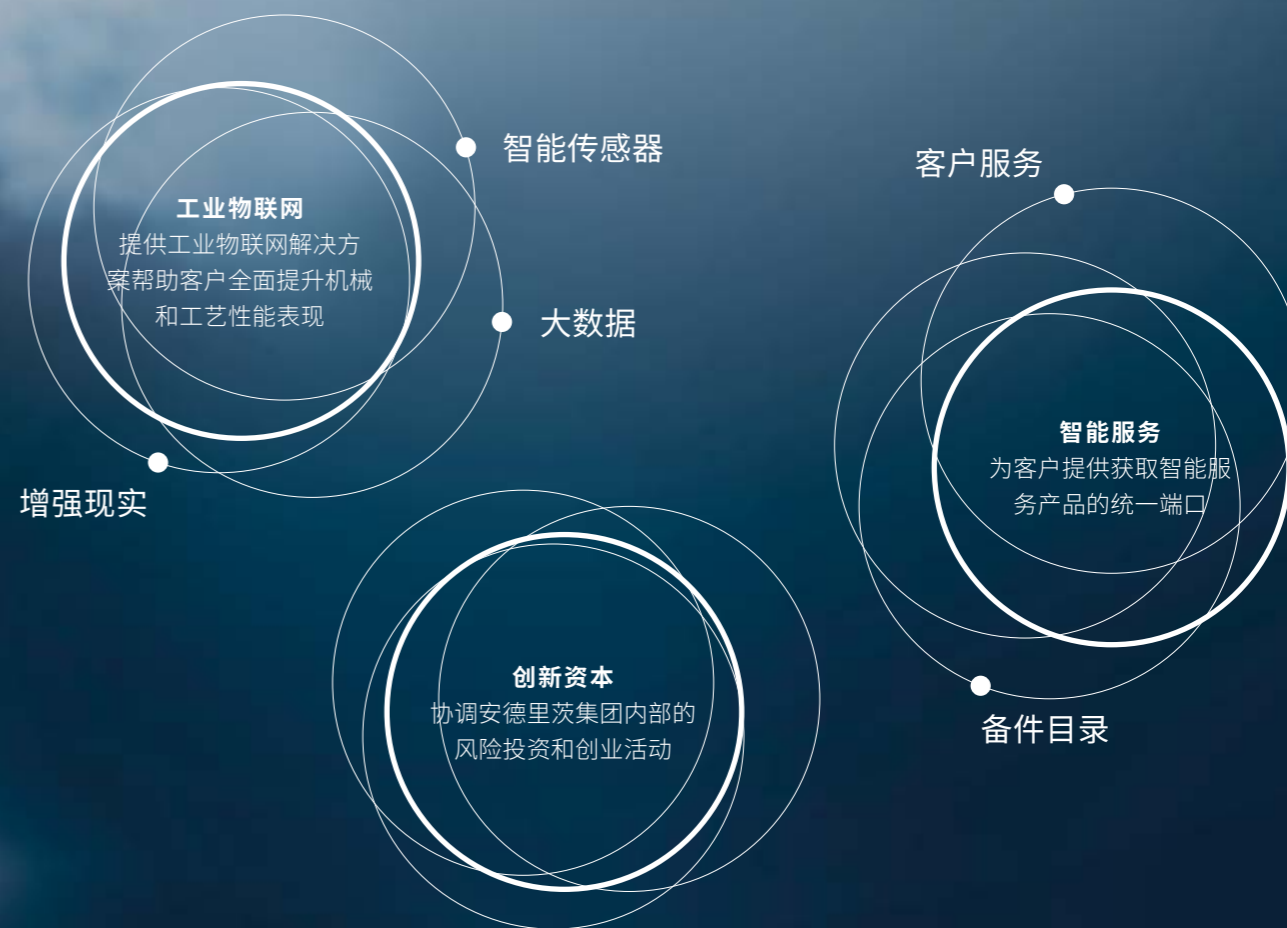 智能传感器
工业物联网
提供工业物联网解决方
案帮助客户全面提升机械
和工艺性能表现
大数据
增强现实
客户服务
智能服务
为客户提供获取智能服
务产品的统一端口
备件目录
创新资本
协调安德里茨集团内部的
风险投资和创业活动